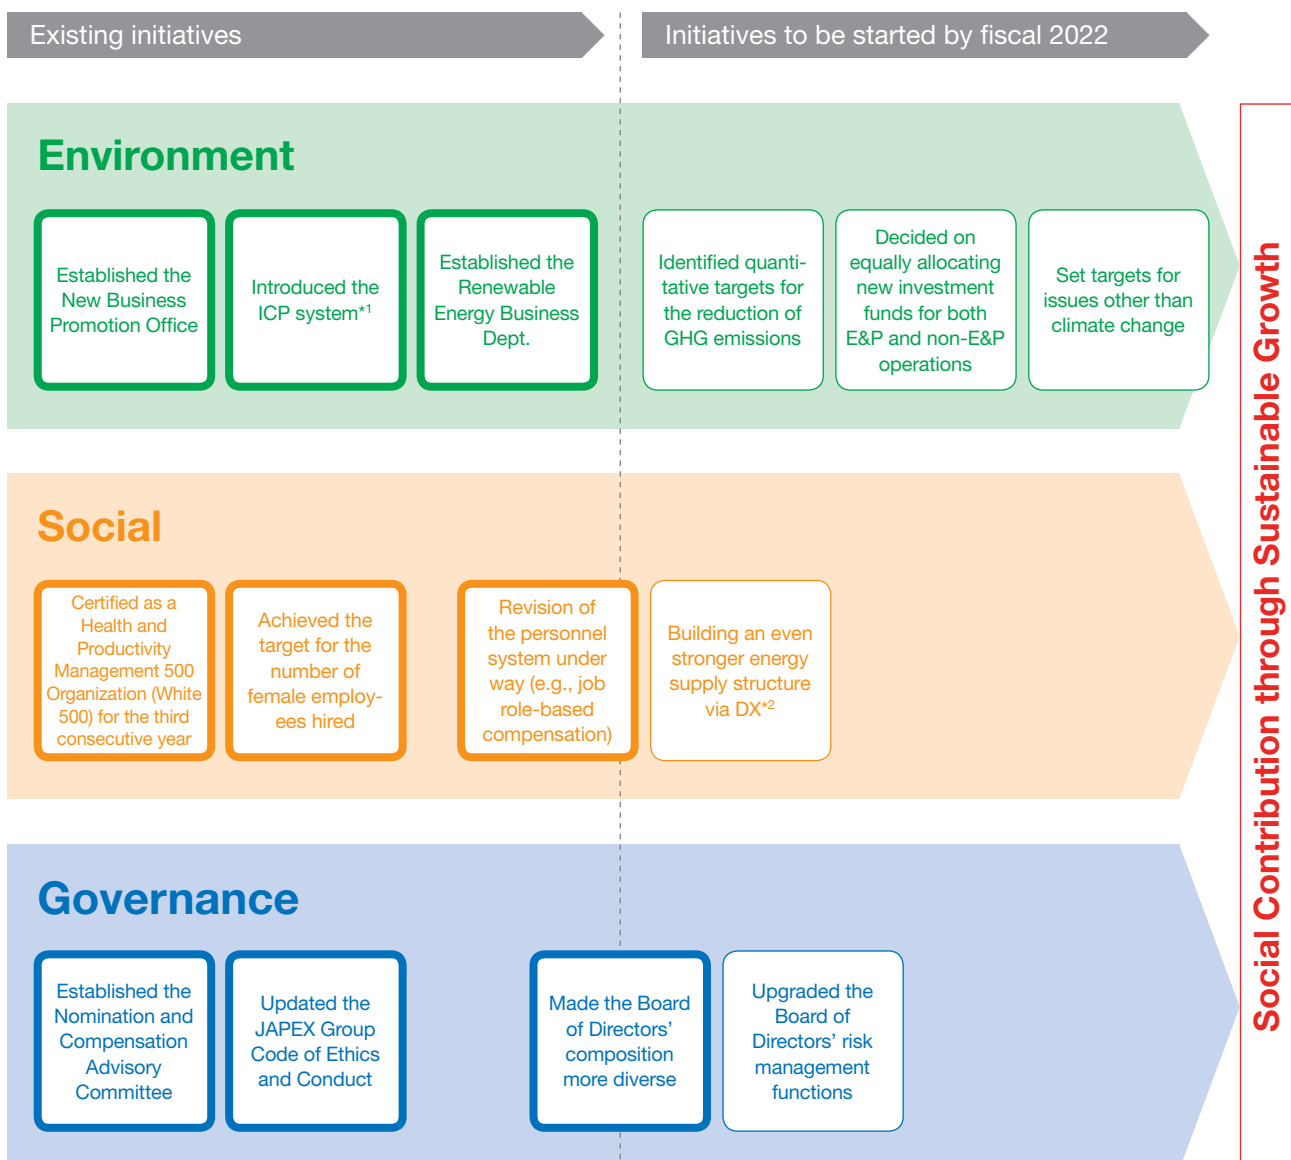 Existing initiatives
Initiatives to be started by fiscal 2022
Environment
Established the
New Business
Promotion Office
Introduced the
ICP system*1
Established the
Renewable
Energy Business
Dept.
Identified quanti-
tative targets for
the reduction of
GHG emissions
Decided on
equally allocating
new investment
funds for both
E&P and non-E&P
operations
Set targets for
issues other than
climate change
Social
Certified as a
Health and
Productivity
Management 500
Organization (White
500) for the third
consecutive year
Achieved the
target for the
number of
female employ-
ees hired
Revision of
the personnel
system under
way (e.g., job
role-based
compensation)
Building an even
stronger energy
supply structure
via DX*2
Governance
Established the
Nomination and
Compensation
Advisory
Committee
Updated the
JAPEX Group
Code of Ethics
and Conduct
Made the Board
of Directors’
composition
more diverse
Upgraded the
Board of
Directors’ risk
management
functions
Social Contribution through Sustainable Growth